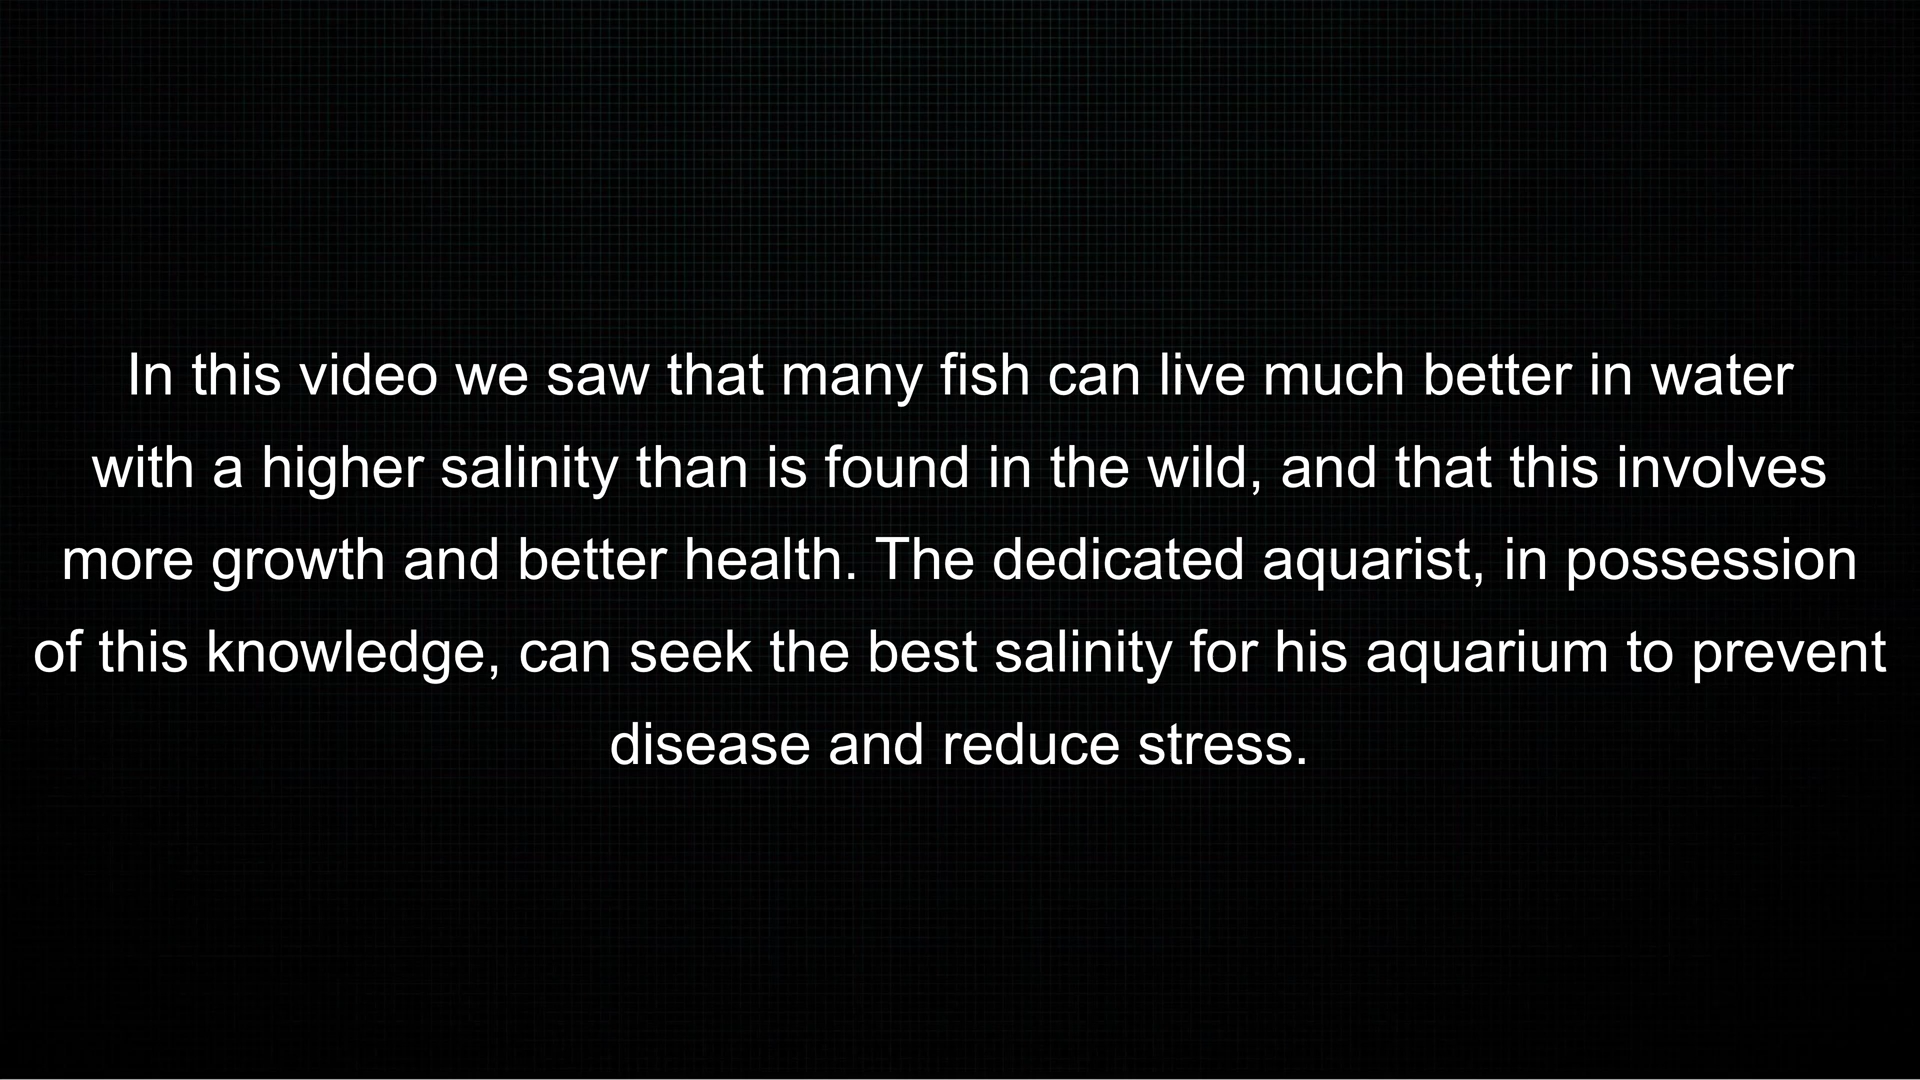 In this video we saw that many fish can live much better in water
with a higher salinity than is found in the wild, and that this involves
more growth and better health. The dedicated aquarist, in possession
of this knowledge, can seek the best salinity for his aquarium to prevent
disease and reduce stress.